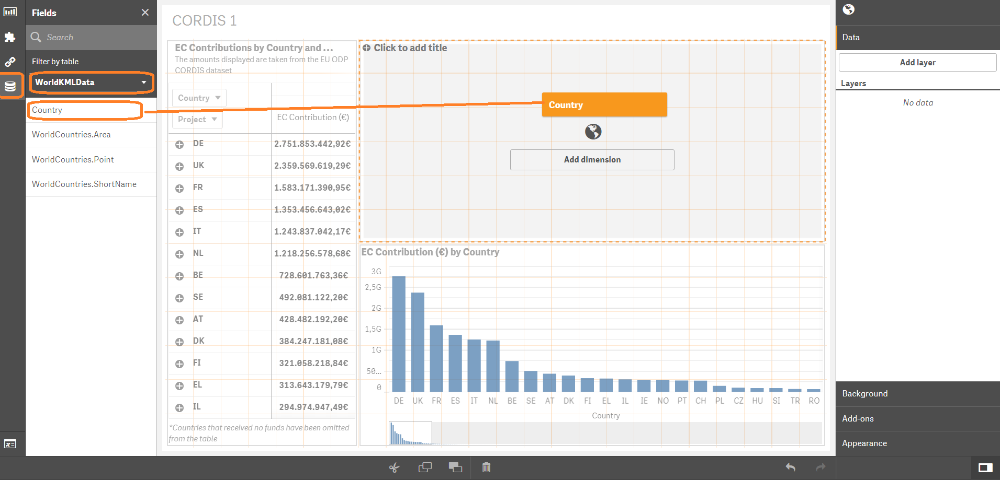 Fields
Search
Filter by table
WorldKMLData
Country
WorldCountries.Area
WorldCountries.Point
WorldCountries.ShortName
CORDIS 1
EC Contributions by Country and ...
The amounts displayed are taken from the EU ODP
CORDIS dataset
Country
Project
EC Contribution (€)
DE 2.751.853.442,92€
UK 2.359.569.619,29€
FR 1.583.171.390,95€
ES 1.353.456.643,02€
IT 1.243.837.042,17€
NL 1.218.256.578,68€
BE 728.601.763,36€
SE 492.081.122,20€
AT 428.482.192,20€
DK 384.247.181,08€
FI 321.058.218,84€
EL 313.643.179,79€
IL 294.974.947,49€
*Countries that received no funds have been omitted
from the table
Click to add title
Country
Add dimension
EC Contribution (€) by Country
3G
2,5G
2G
1,5G
1G
50...
0
DE UK FR ES IT NL BE SE AT DK FI EL IL IE NO PT CH PL CZ HU SI TR RO
Country
Data
Add layer
Layers
No data
Background
Add-ons
Appearance